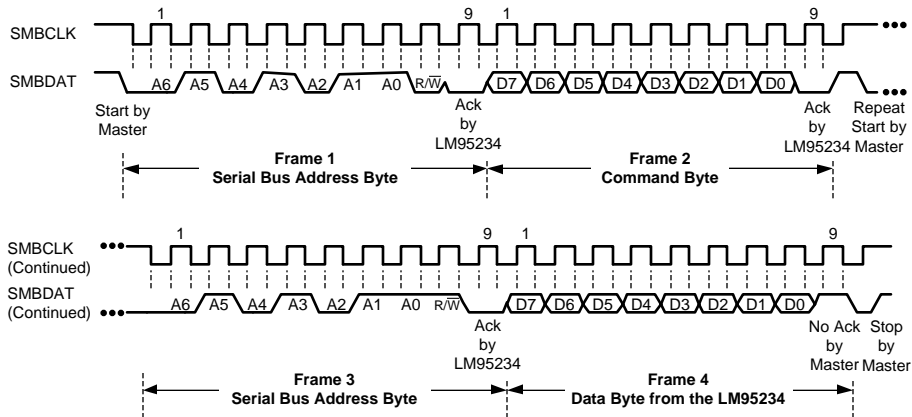 1 9 1 9
SMBCLK
SMBDAT
A6 A5 A4 A3 A2 A1 A0 R/W̅ D7 D6 D5 D4 D3 D2 D1 D0
Start by
Master
Ack
by
LM95234
Ack
by
LM95234
Repeat
Start by
Master
Frame 1
Serial Bus Address Byte
Frame 2
Command Byte
1 9 1 9
SMBCLK
(Continued)
SMBDAT
(Continued)
A6 A5 A4 A3 A2 A1 A0 R/W̅ D7 D6 D5 D4 D3 D2 D1 D0
Ack
by
LM95234
No Ack
by
Master
Stop
by
Master
Frame 3
Serial Bus Address Byte
Frame 4
Data Byte from the LM95234